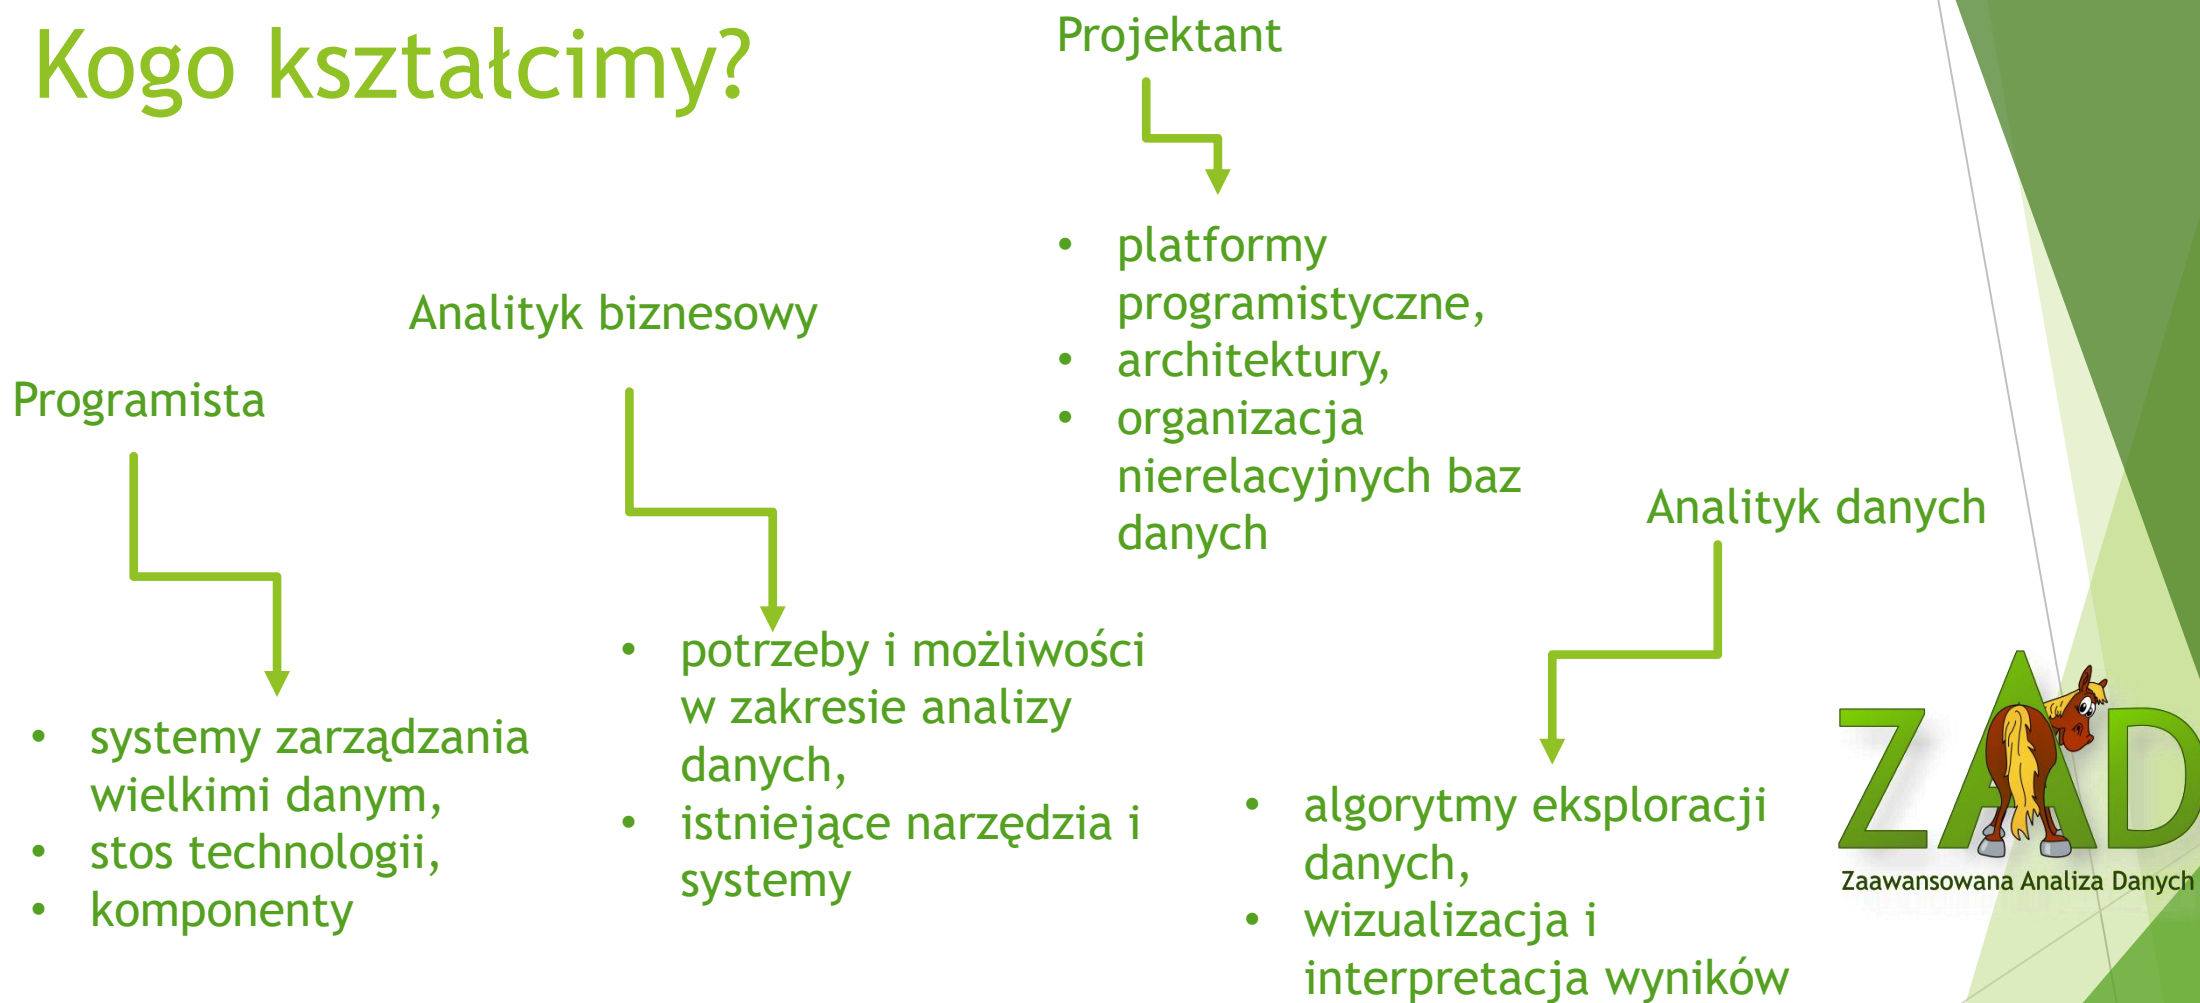 Kogo kształcimy?
Programista
• systemy zarządzania
wielkimi danym,
• stos technologii,
• komponenty
Analityk biznesowy
• potrzeby i możliwości
w zakresie analizy
danych,
• istniejące narzędzia i
systemy
Projektant
• platformy
programistyczne,
• architektury,
• organizacja
nierelacyjnych baz
danych
Analityk danych
• algorytmy eksploracji
danych,
• wizualizacja i
interpretacja wyników
ZAD
Zaawansowana Analiza Danych